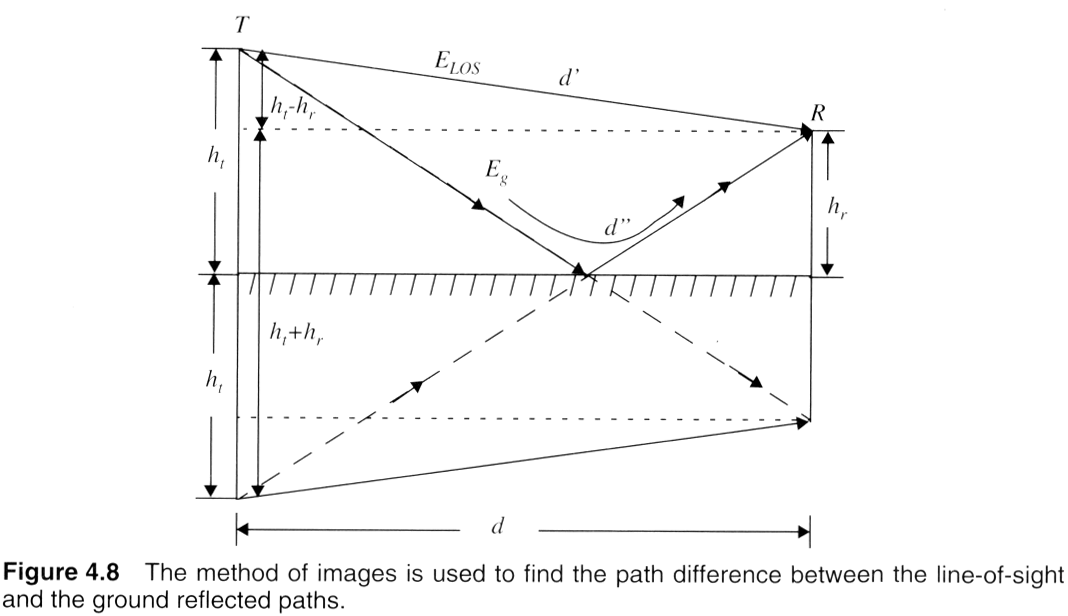 T
E_LOS
d’
R
h_t-h_r
h_t
E_g
d”
h_r
h_t+h_r
h_t
d
Figure 4.8 The method of images is used to find the path difference between the line-of-sight
and the ground reflected paths.